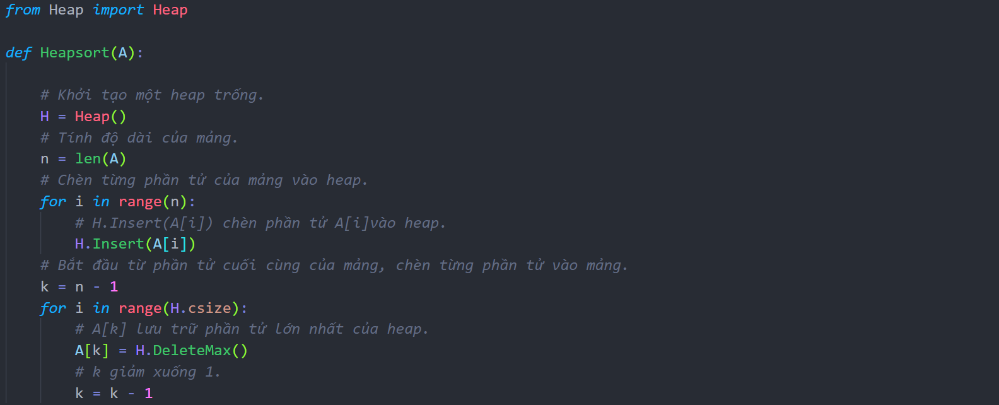 from Heap import Heap
def Heapsort(A):
# Khởi tạo một heap trống.
H = Heap()
# Tính độ dài của mảng.
n = len(A)
# Chèn từng phần tử của mảng vào heap.
for i in range(n):
# H.Insert(A[i]) chèn phần tử A[i]vào heap.
H.Insert(A[i])
# Bắt đầu từ phần tử cuối cùng của mảng, chèn từng phần tử vào mảng.
k = n - 1
for i in range(H.csize):
# A[k] lưu trữ phần tử lớn nhất của heap.
A[k] = H.DeleteMax()
# k giảm xuống 1.
k = k - 1